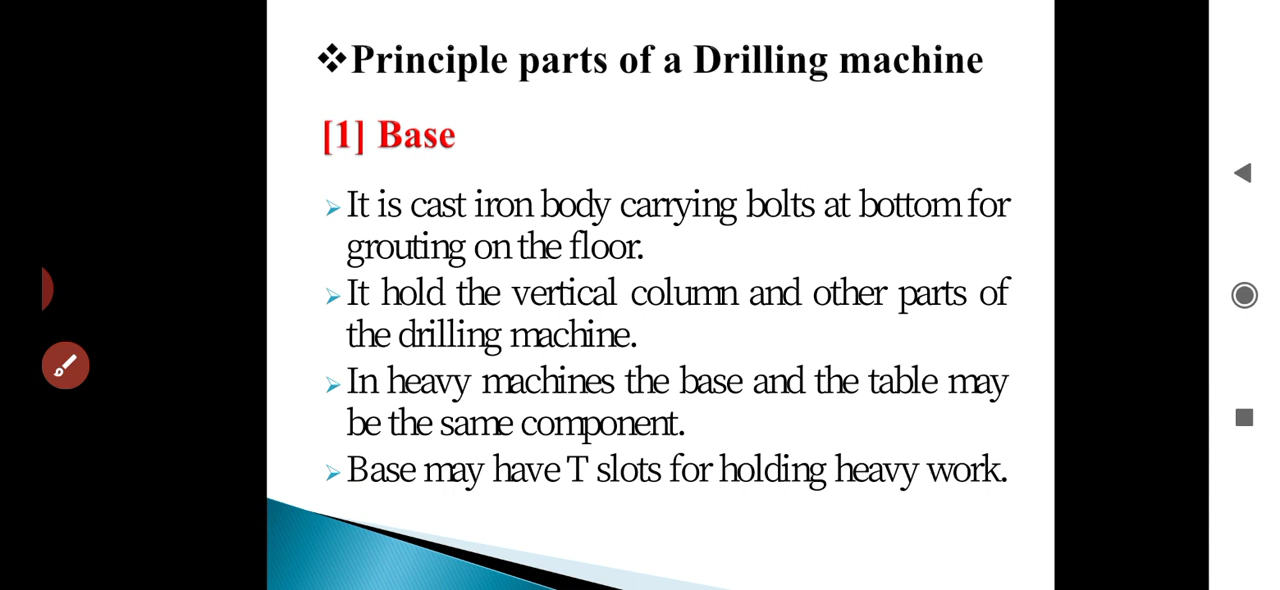 ❖Principle parts of a Drilling machine
[1] Base
➢It is cast iron body carrying bolts at bottom for
grouting on the floor.
➢It hold the vertical column and other parts of
the drilling machine.
➢In heavy machines the base and the table may
be the same component.
➢Base may have T slots for holding heavy work.